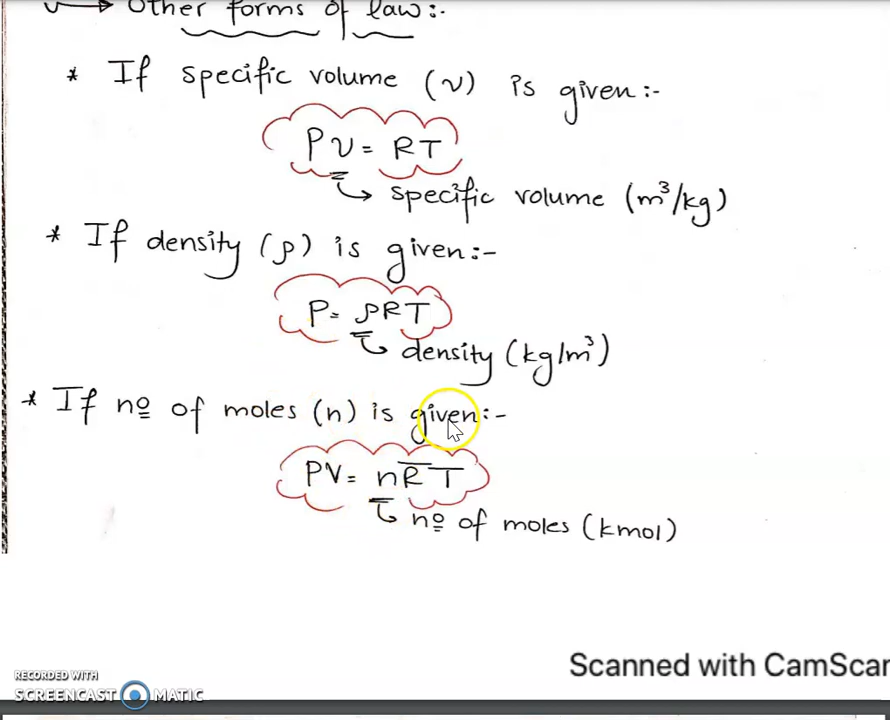 Other forms of law:-
* If specific volume (v) is given:-
Pv = RT
specific volume (m³/kg)
* If density (ρ) is given:-
P = ρRT
density (kg/m³)
* If nº of moles (n) is given:-
PV = nR̅T
nº of moles (kmol)
Scanned with CamScan
RECORDED WITH
SCREENCAST MATIC